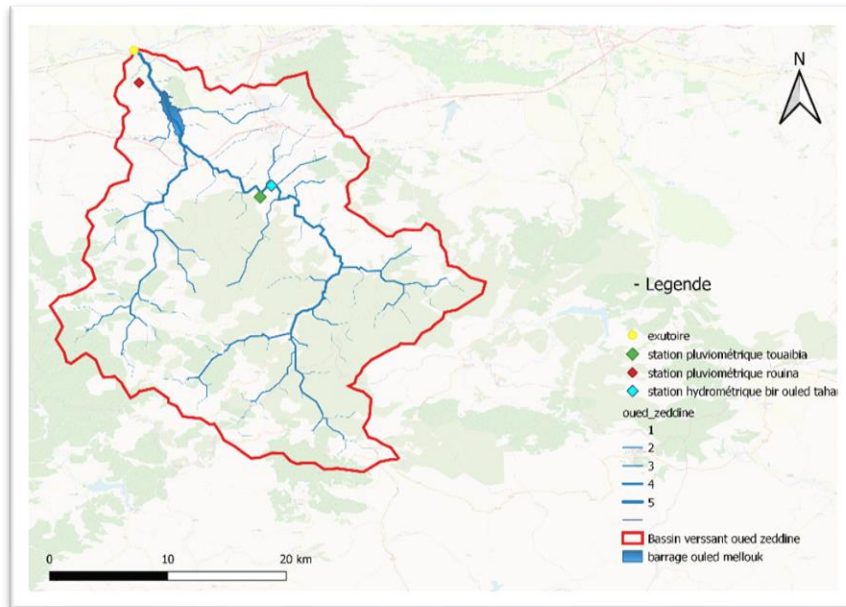 N
- Legende
exutoire
station pluviométrique touaibia
station pluviométrique rouina
station hydrométrique bir ouled tahar
oued_zeddine
1
2
3
4
5
Bassin verssant oued zeddine
barrage ouled mellouk
0 10 20 km